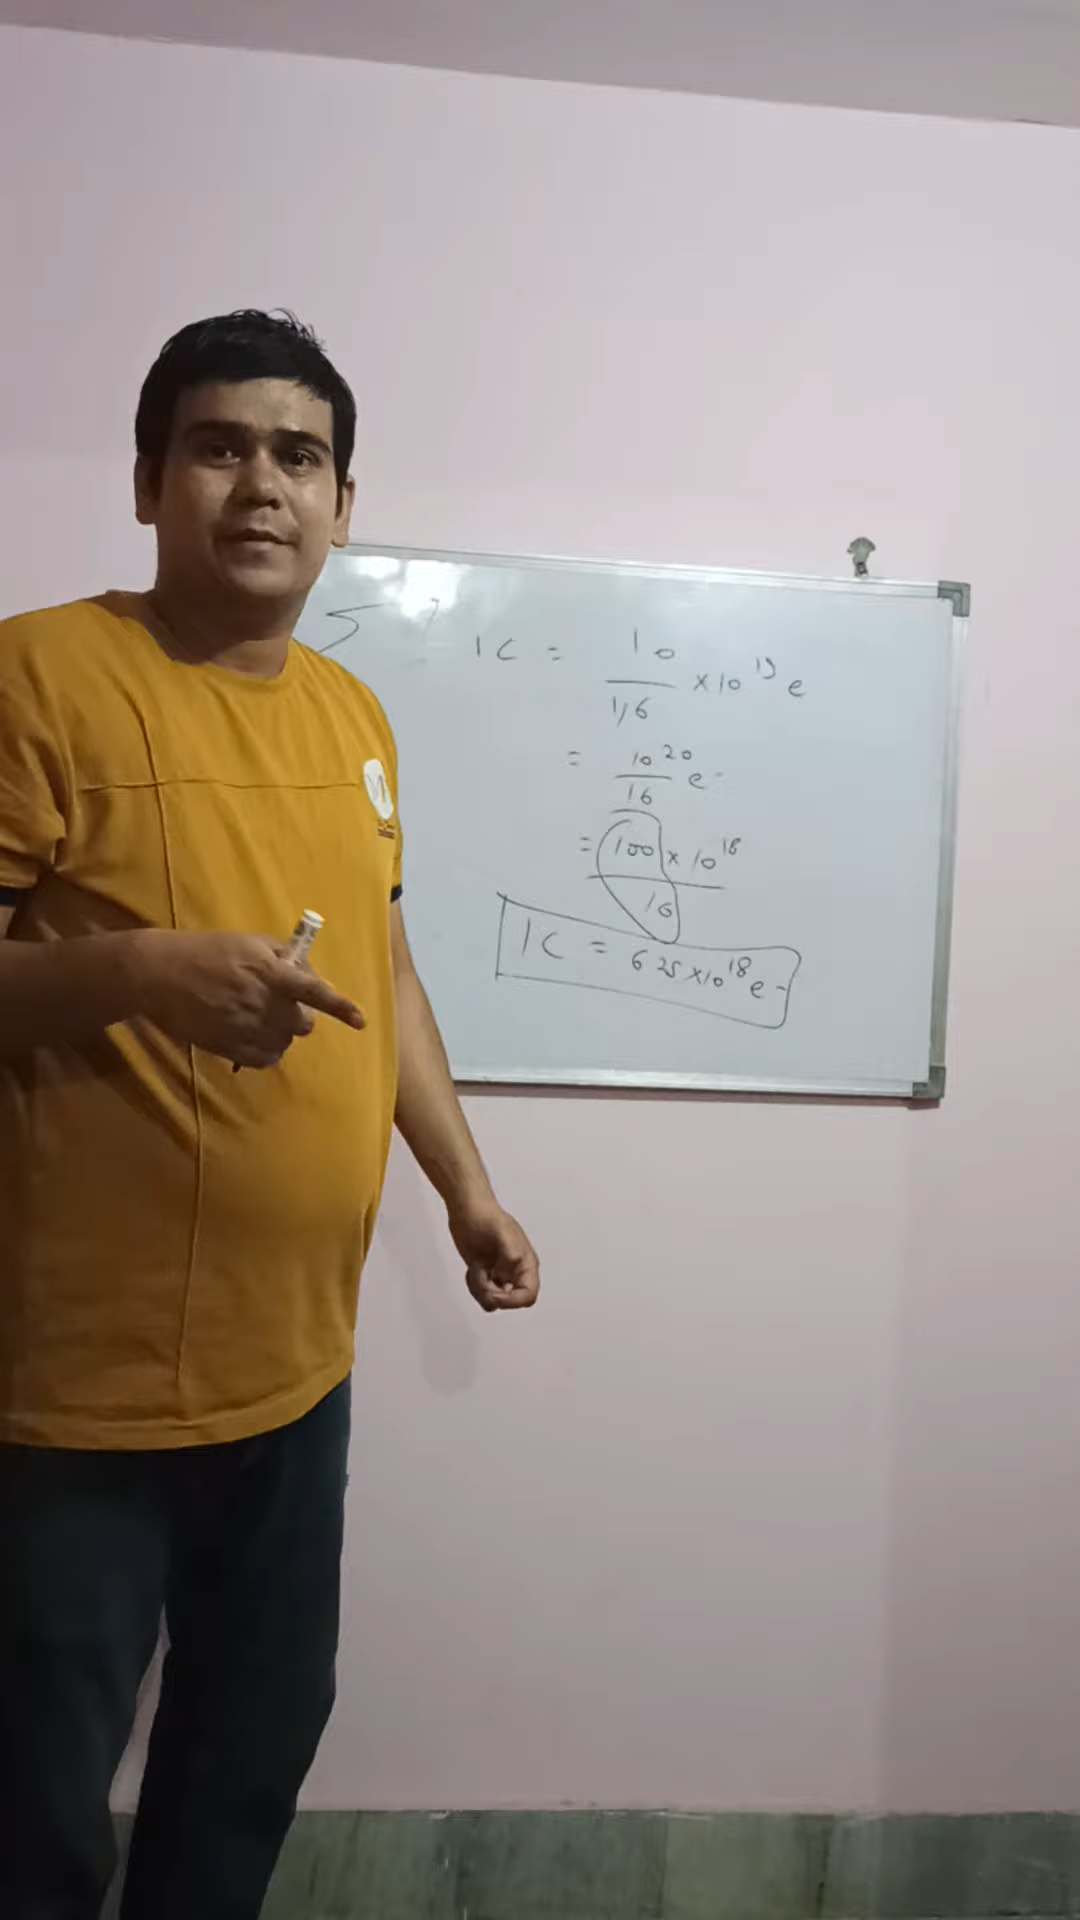 1C = 10/1,6 × 10^19 e
= 10^20/16 e-
= 100 × 10^18/16
1C = 6 25 × 10^18 e-